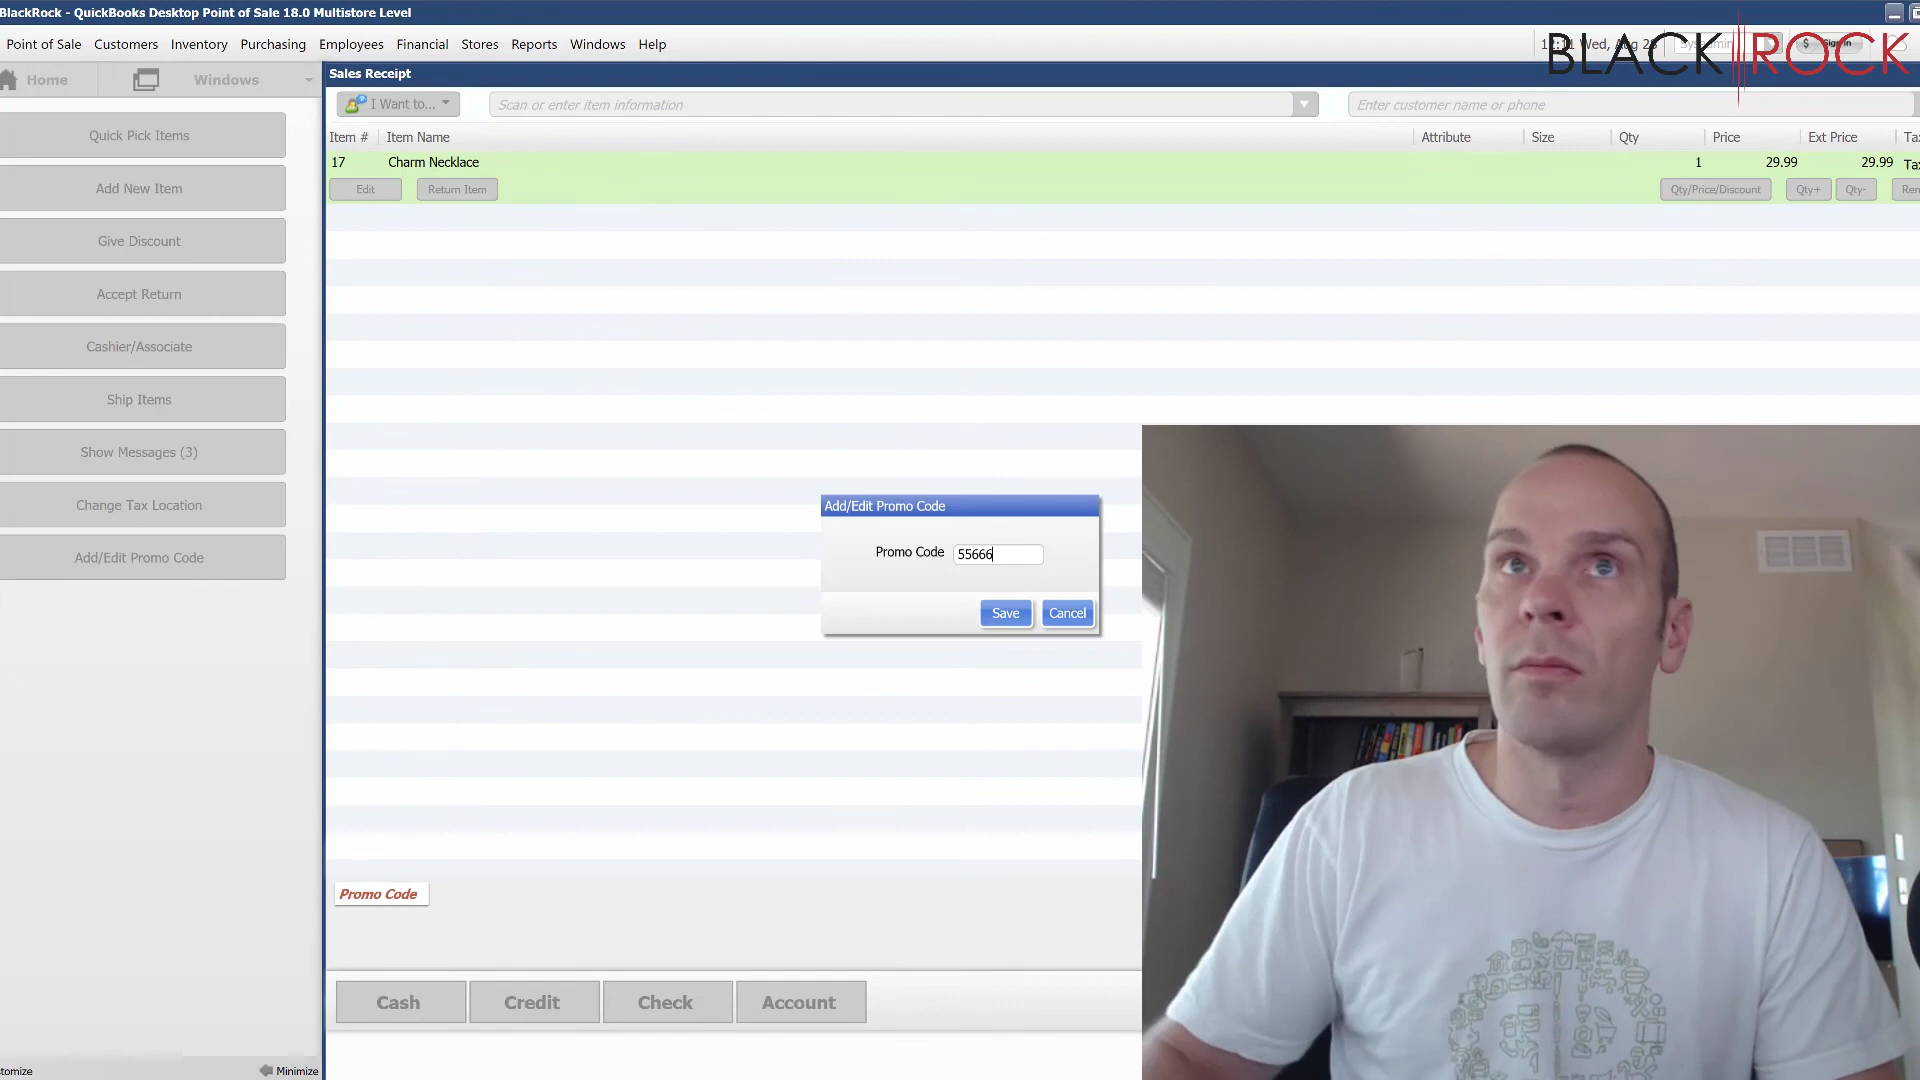 BlackRock - QuickBooks Desktop Point of Sale 18.0 Multistore Level
Point of Sale Customers Inventory Purchasing Employees Financial Stores Reports Windows Help
Wed, Aug
BLACK ROCK
Home Windows
Sales Receipt
I Want to... Scan or enter item information Enter customer name or phone
Item # Item Name Attribute Size Qty Price Ext Price
17 Charm Necklace 1 29.99 29.99
Edit Return Item Qty/Price/Discount Qty+ Qty-
Quick Pick Items
Add New Item
Give Discount
Accept Return
Cashier/Associate
Ship Items
Show Messages (3)
Change Tax Location
Add/Edit Promo Code
Add/Edit Promo Code
Promo Code 55666
Save Cancel
Promo Code
Cash Credit Check Account
Minimize